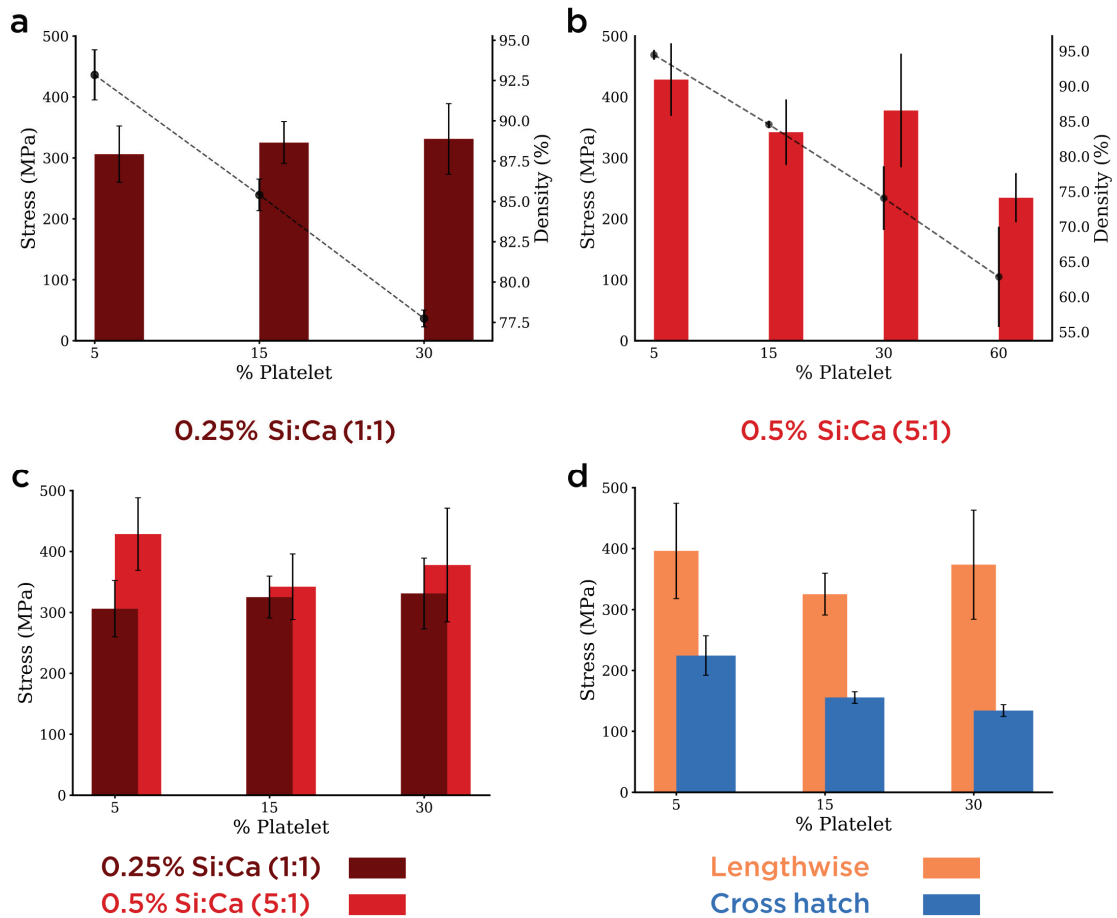 a
500
400
300
200
100
0
Stress (MPa)
5
15
30
% Platelet
95.0
92.5
90.0
87.5
85.0
82.5
80.0
77.5
Density (%)
0.25% Si:Ca (1:1)
b
500
400
300
200
100
0
Stress (MPa)
5
15
30
60
% Platelet
95.0
90.0
85.0
80.0
75.0
70.0
65.0
60.0
55.0
Density (%)
0.5% Si:Ca (5:1)
c
500
400
300
200
100
0
Stress (MPa)
5
15
30
% Platelet
0.25% Si:Ca (1:1)
0.5% Si:Ca (5:1)
d
500
400
300
200
100
0
Stress (MPa)
5
15
30
% Platelet
Lengthwise
Cross hatch